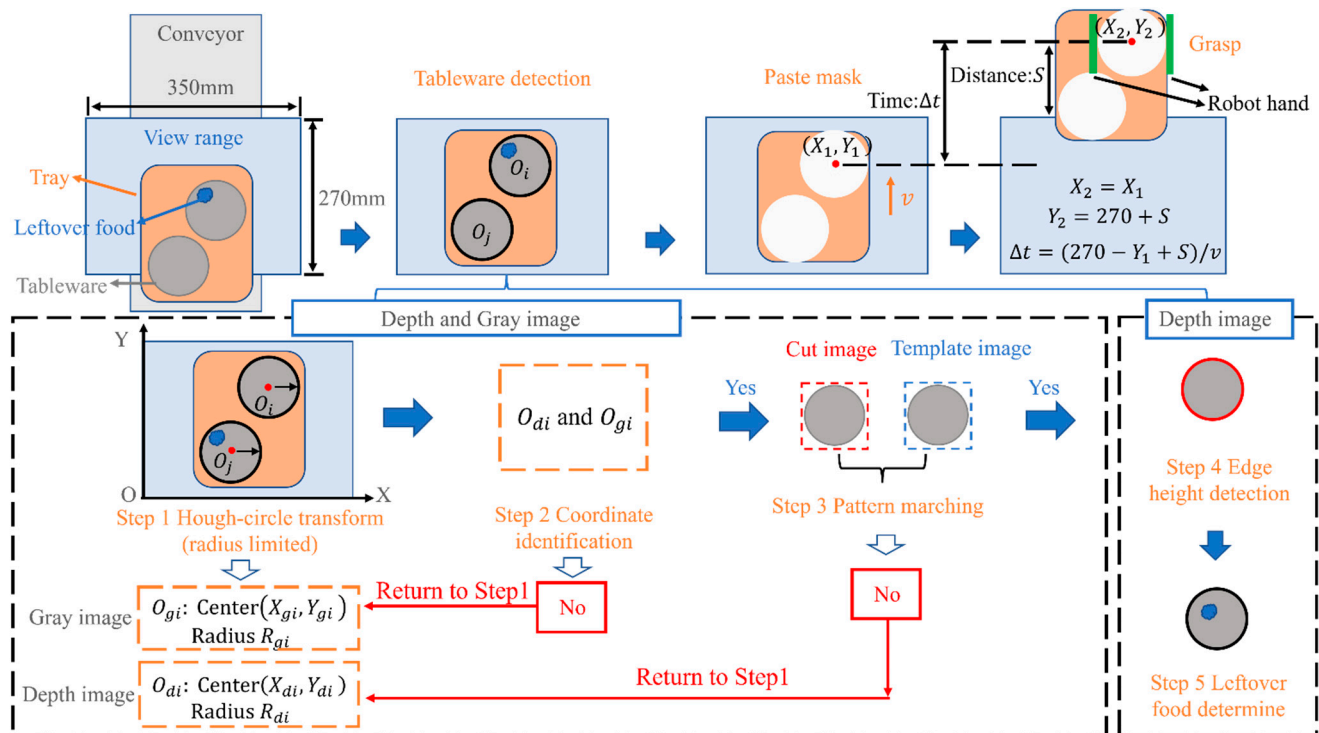 Conveyor
350mm
View range
Tray
Leftover food
270mm
Tableware
Tableware detection
O_i
O_j
Paste mask
(X_1, Y_1)
v
(X_2, Y_2)
Grasp
Distance:S
Time:Δt
Robot hand
X_2 = X_1
Y_2 = 270 + S
Δt = (270 − Y_1 + S)/v
Depth and Gray image
Depth image
Y
O_i
O_j
O
X
Step 1 Hough-circle transform
(radius limited)
O_di and O_gi
Step 2 Coordinate
idcntification
Yes
Cut image
Template image
Step 3 Pattern marching
Yes
Step 4 Edge
height detection
Step 5 Leftover
food determine
Return to Step1
No
No
Gray image
O_gi: Center(X_gi, Y_gi)
Radius R_gi
Return to Step1
Depth image
O_di: Center(X_di, Y_di)
Radius R_di